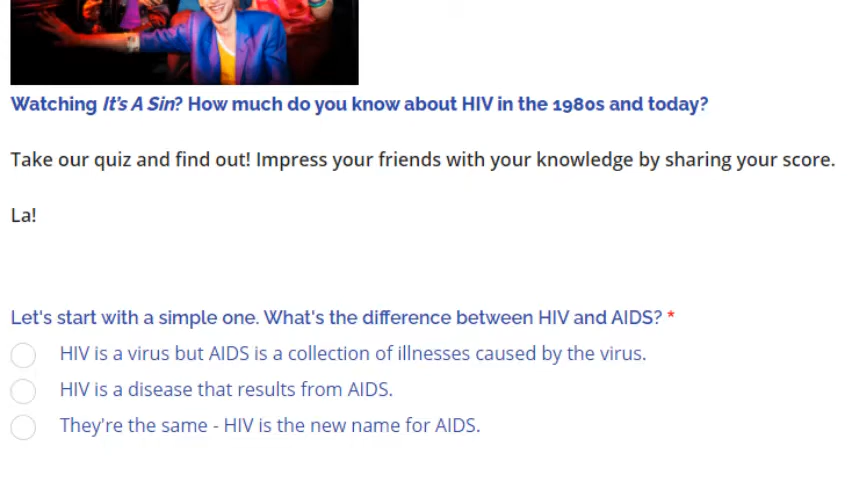 Watching It's A Sin? How much do you know about HIV in the 1980s and today?
Take our quiz and find out! Impress your friends with your knowledge by sharing your score.
La!
Let's start with a simple one. What's the difference between HIV and AIDS? *
HIV is a virus but AIDS is a collection of illnesses caused by the virus.
HIV is a disease that results from AIDS.
They're the same - HIV is the new name for AIDS.